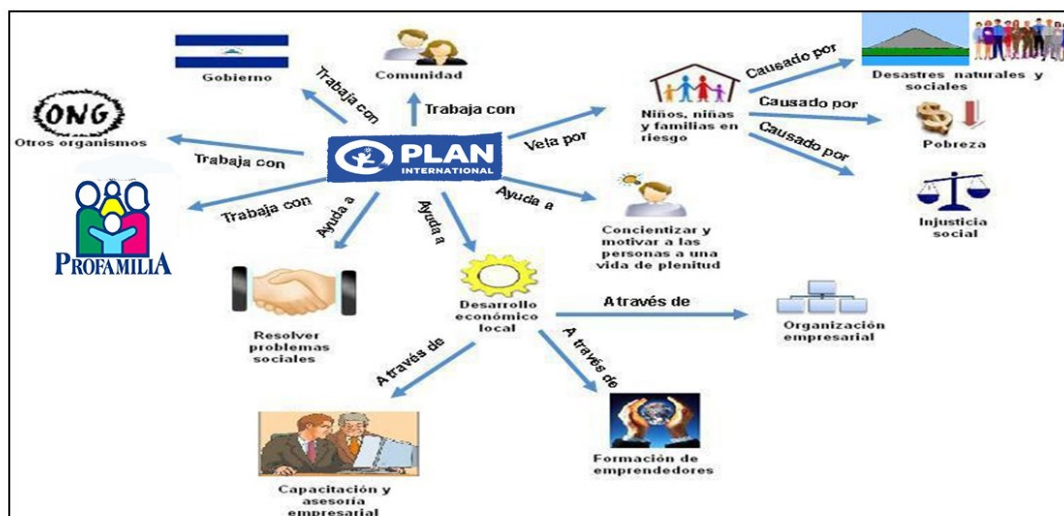 Gobierno
Comunidad
Trabaja con
Trabaja con
ONG
Otros organismos
Trabaja con
PLAN
INTERNATIONAL
Vela por
Niños, niñas
y familias en
riesgo
Causado por
Desastres naturales y
sociales
Causado por
Pobreza
Causado por
Injusticia
social
Trabaja con
PROFAMILIA
Ayuda a
Ayuda a
Ayuda a
Concientizar y
motivar a las
personas a una
vida de plenitud
Resolver
problemas
sociales
Desarrollo
económico
local
A través de
Organización
empresarial
A través de
A través de
Formación de
emprendedores
Capacitación y
asesoría
empresarial